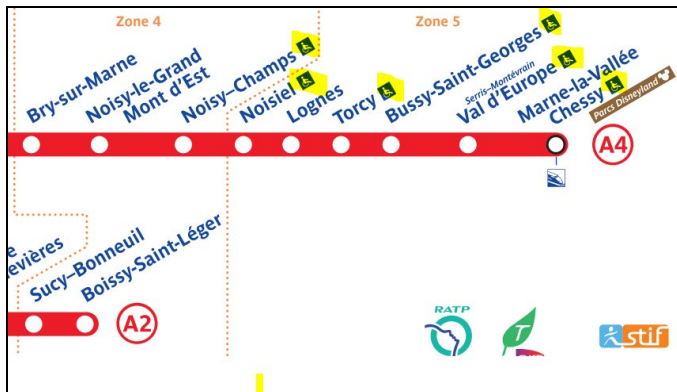 Zone 4
Zone 5
Bry-sur-Marne
Noisy-le-Grand
Mont d'Est
Noisy–Champs
Noisiel
Lognes
Torcy
Bussy-Saint-Georges
Serris–Montévrain
Val d'Europe
Marne-la-Vallée
Chessy
Parcs Disneyland
A4
evières
Sucy–Bonneuil
Boissy-Saint-Léger
A2
RATP
T
stif